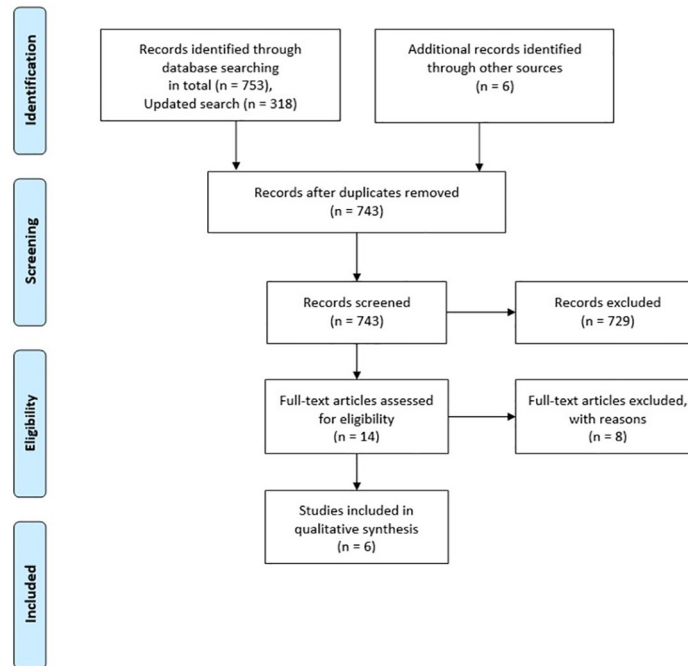 Identification
Records identified through
database searching
in total (n = 753),
Updated search (n = 318)
Additional records identified
through other sources
(n = 6)
Records after duplicates removed
(n = 743)
Screening
Records screened
(n = 743)
Records excluded
(n = 729)
Eligibility
Full-text articles assessed
for eligibility
(n = 14)
Full-text articles excluded,
with reasons
(n = 8)
Studies included in
qualitative synthesis
(n = 6)
Included